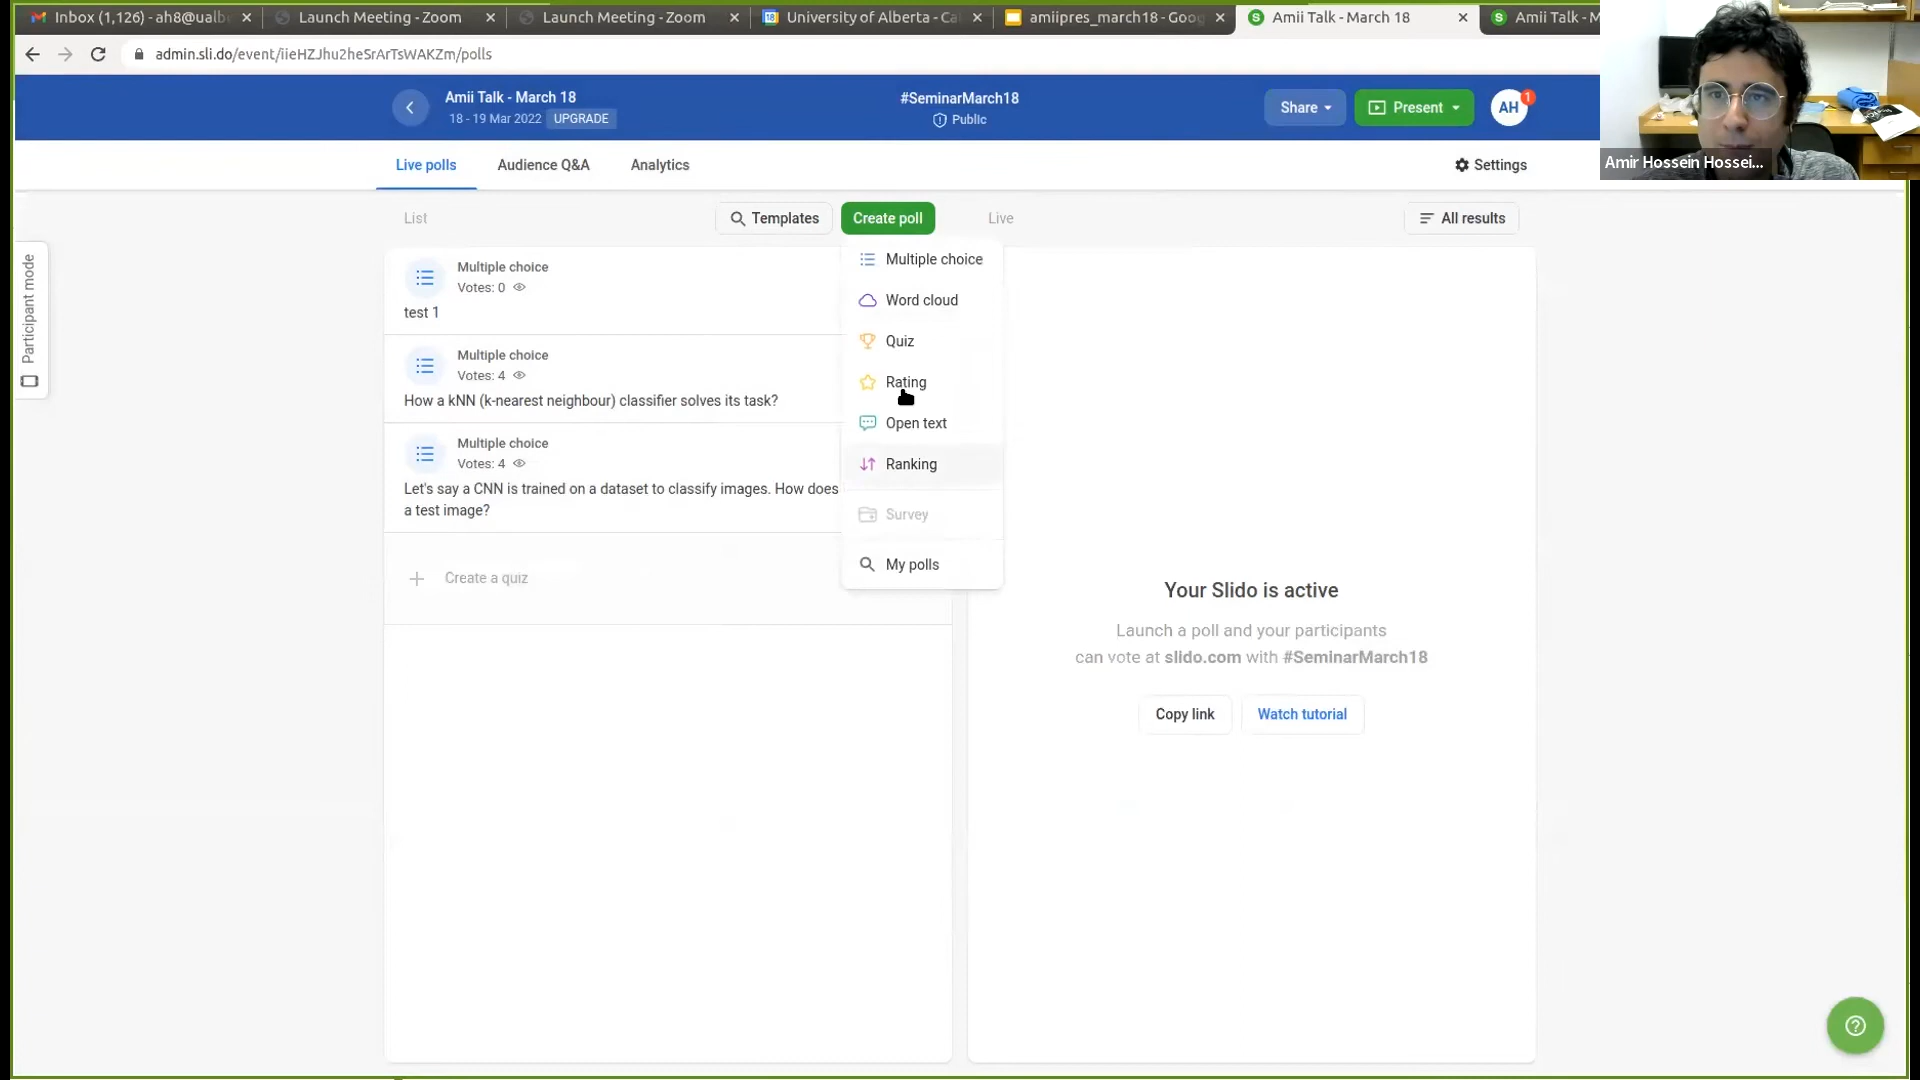 Inbox (1,126) - ah8@ualb
Launch Meeting - Zoom
Launch Meeting - Zoom
University of Alberta - Ca
amiipres_march18 - Goo
Amii Talk - March 18
Amii Talk - M
admin.sli.do/event/iieHZJhu2heSrArTsWAKZm/polls
Amii Talk - March 18
18 - 19 Mar 2022 UPGRADE
#SeminarMarch18
Public
Share
Present
AH
1
Amir Hossein Hossei...
Live polls
Audience Q&A
Analytics
Settings
List
Templates
Create poll
Live
All results
Participant mode
Multiple choice
Votes: 0
test 1
Multiple choice
Votes: 4
How a kNN (k-nearest neighbour) classifier solves its task?
Multiple choice
Votes: 4
Let's say a CNN is trained on a dataset to classify images. How does
a test image?
Create a quiz
Multiple choice
Word cloud
Quiz
Rating
Open text
Ranking
Survey
My polls
Your Slido is active
Launch a poll and your participants
can vote at slido.com with #SeminarMarch18
Copy link
Watch tutorial